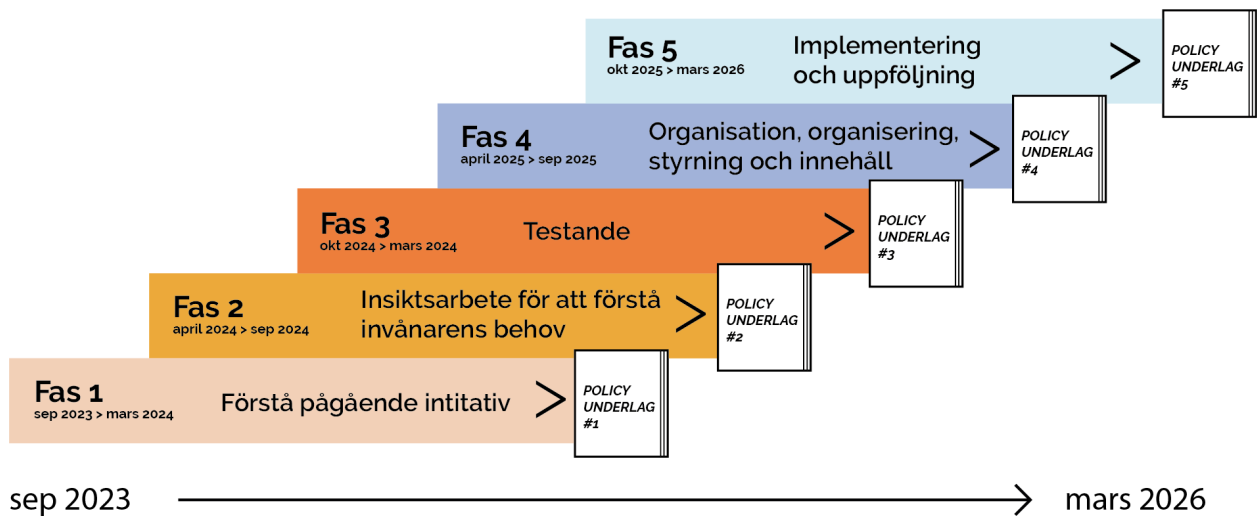 Fas 5
okt 2025 > mars 2026
Implementering
och uppföljning
>
POLICY
UNDERLAG
#5
Fas 4
april 2025 > sep 2025
Organisation, organisering,
styrning och innehåll
>
POLICY
UNDERLAG
#4
Fas 3
okt 2024 > mars 2024
Testande
>
POLICY
UNDERLAG
#3
Fas 2
april 2024 > sep 2024
Insiktsarbete för att förstå
invånarens behov
>
POLICY
UNDERLAG
#2
Fas 1
sep 2023 > mars 2024
Förstå pågående intitativ
>
POLICY
UNDERLAG
#1
sep 2023
mars 2026